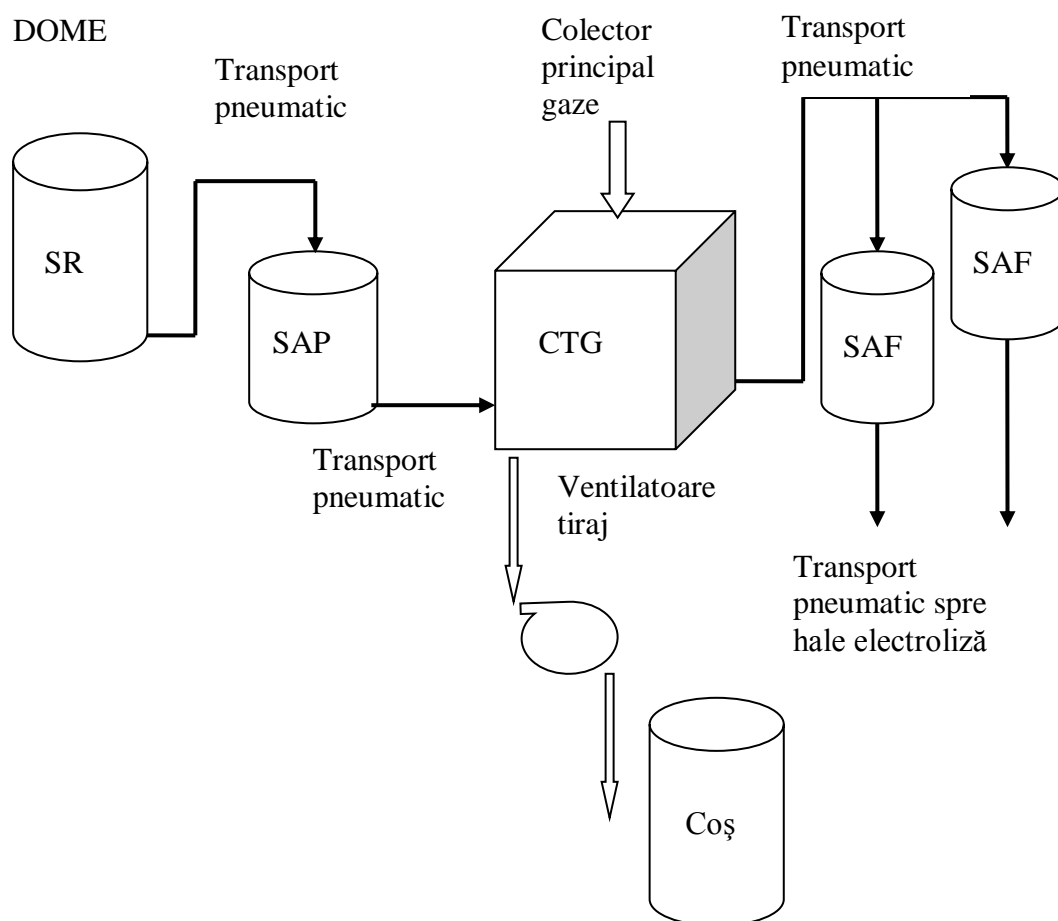 DOME
Transport
pneumatic
Colector
principal
gaze
Transport
pneumatic
SR
SAP
CTG
SAF
SAF
Transport
pneumatic
Ventilatoare
tiraj
Transport
pneumatic spre
hale electroliză
Coş